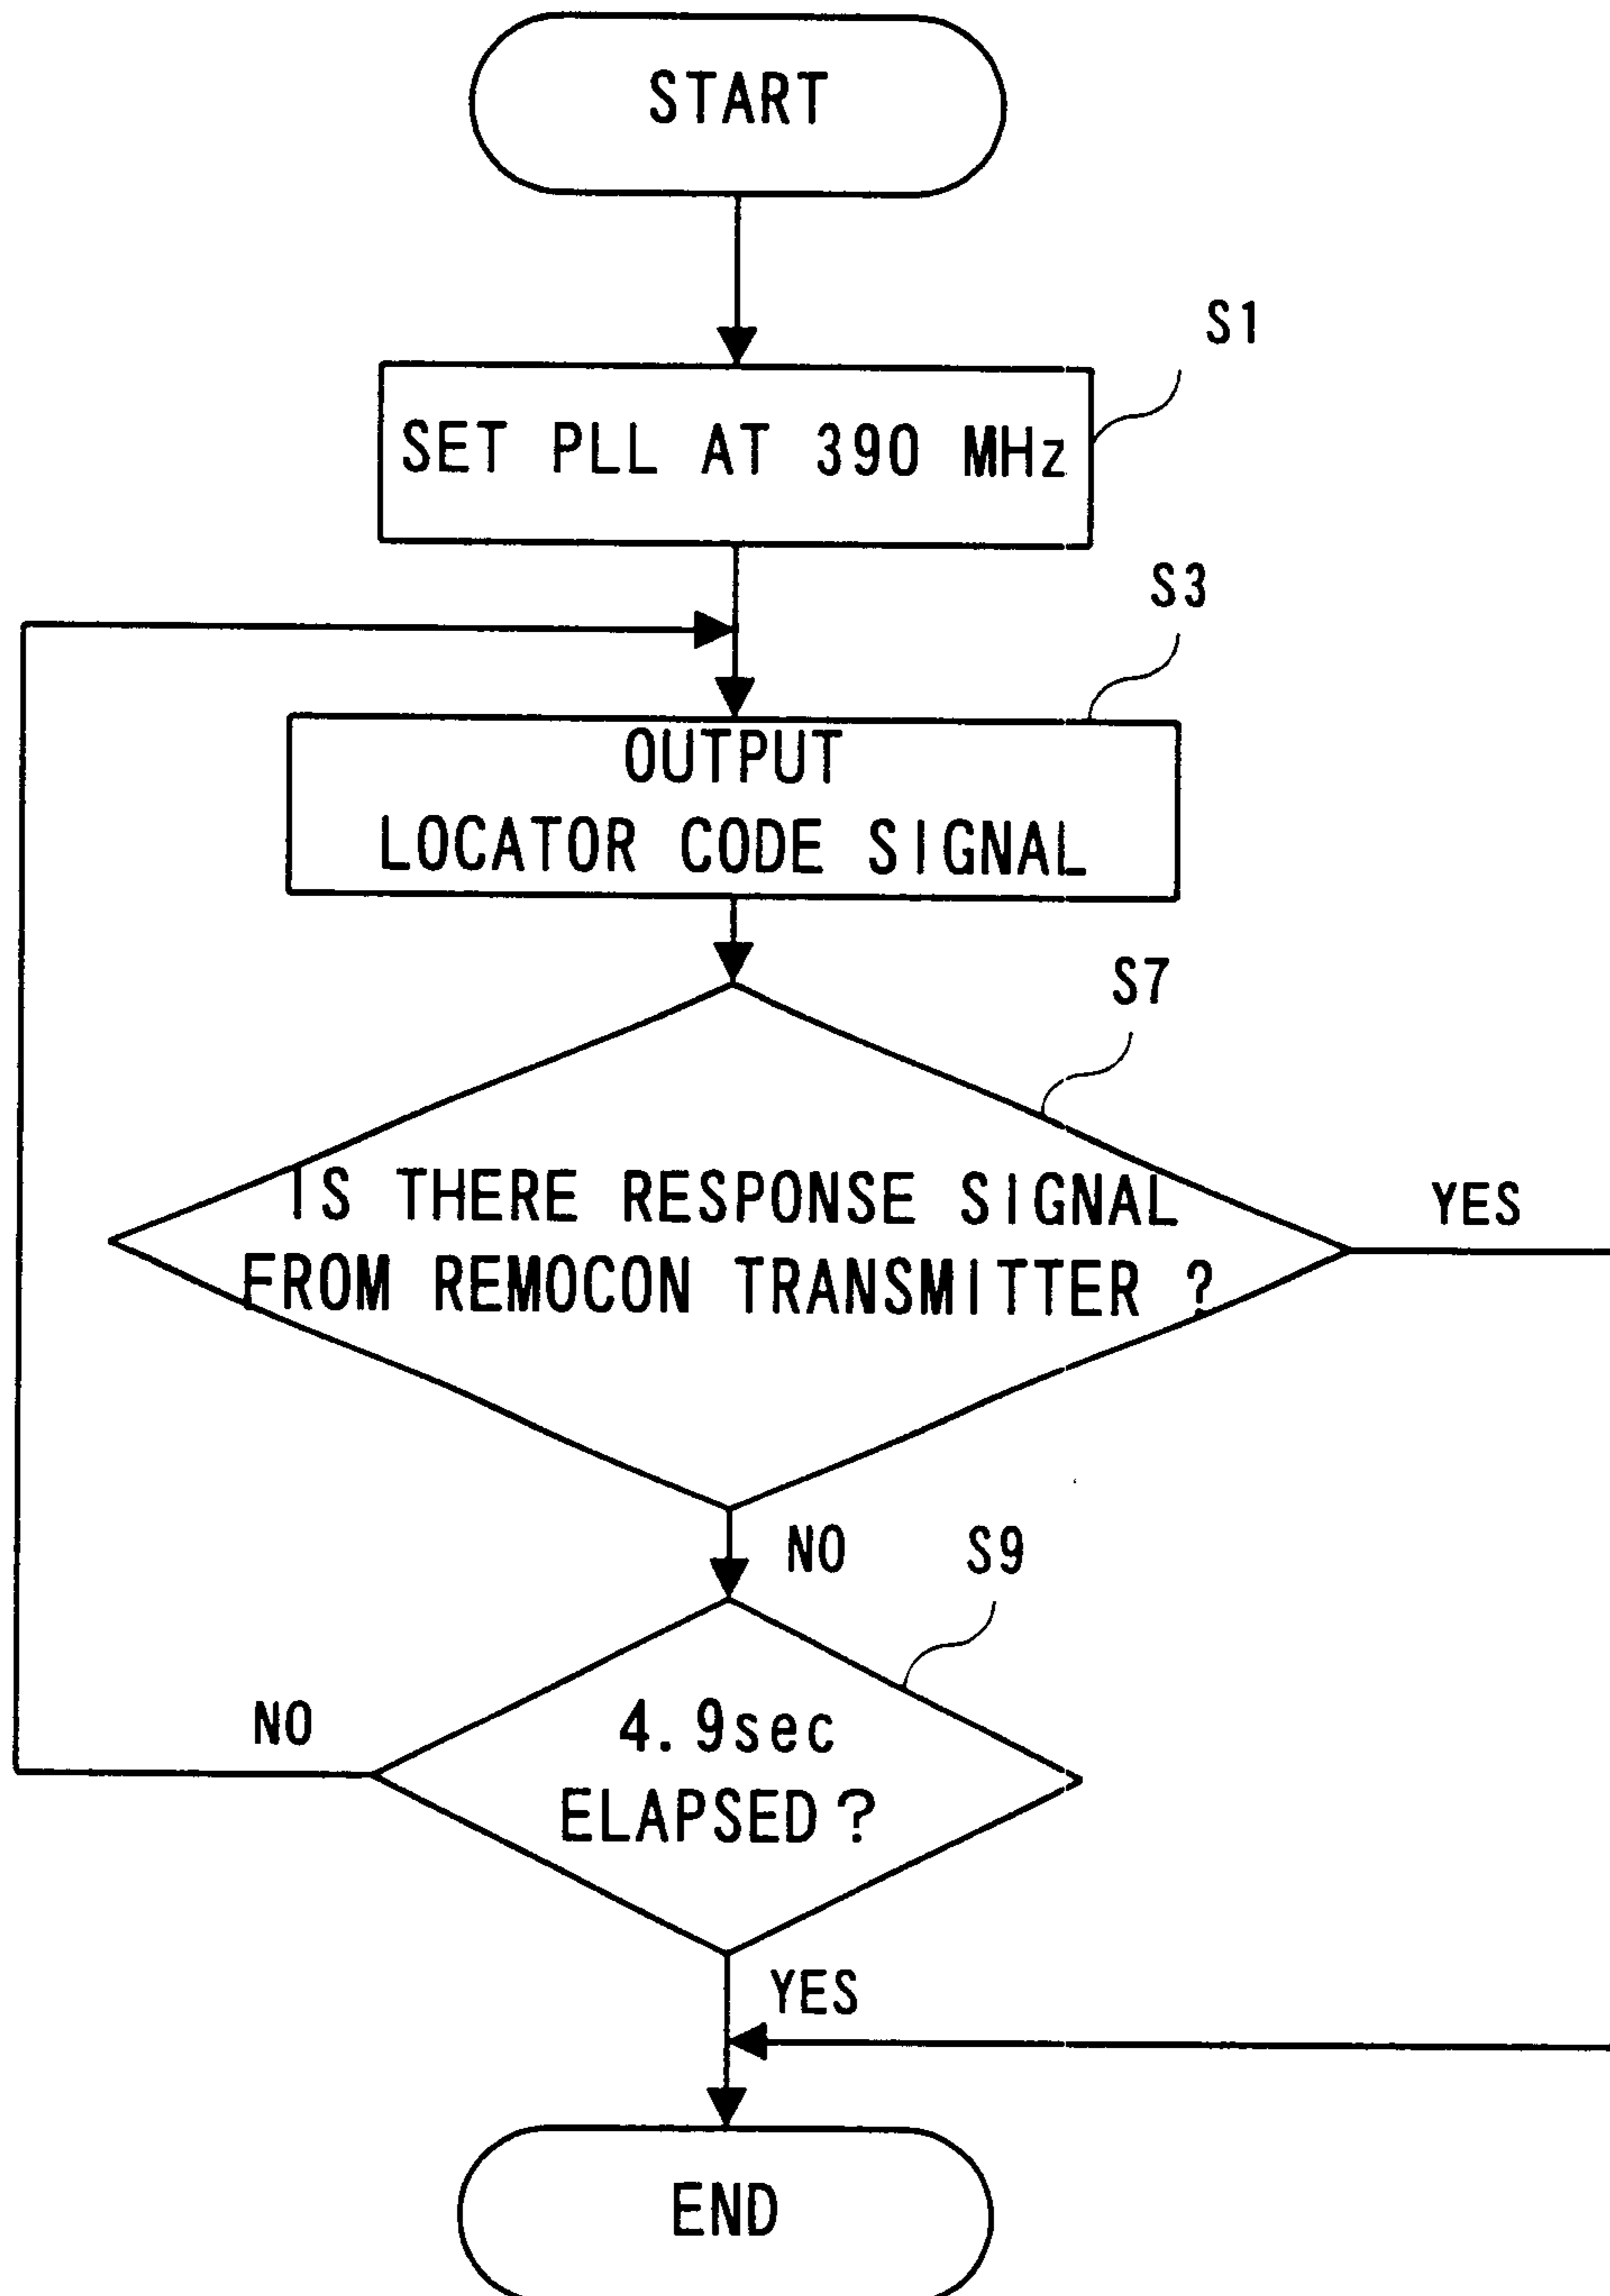 START
S1
SET PLL AT 390 MHz
S3
OUTPUT
LOCATOR CODE SIGNAL
S7
IS THERE RESPONSE SIGNAL
FROM REMOCON TRANSMITTER ?
YES
NO
S9
NO
4.9sec
ELAPSED?
YES
END